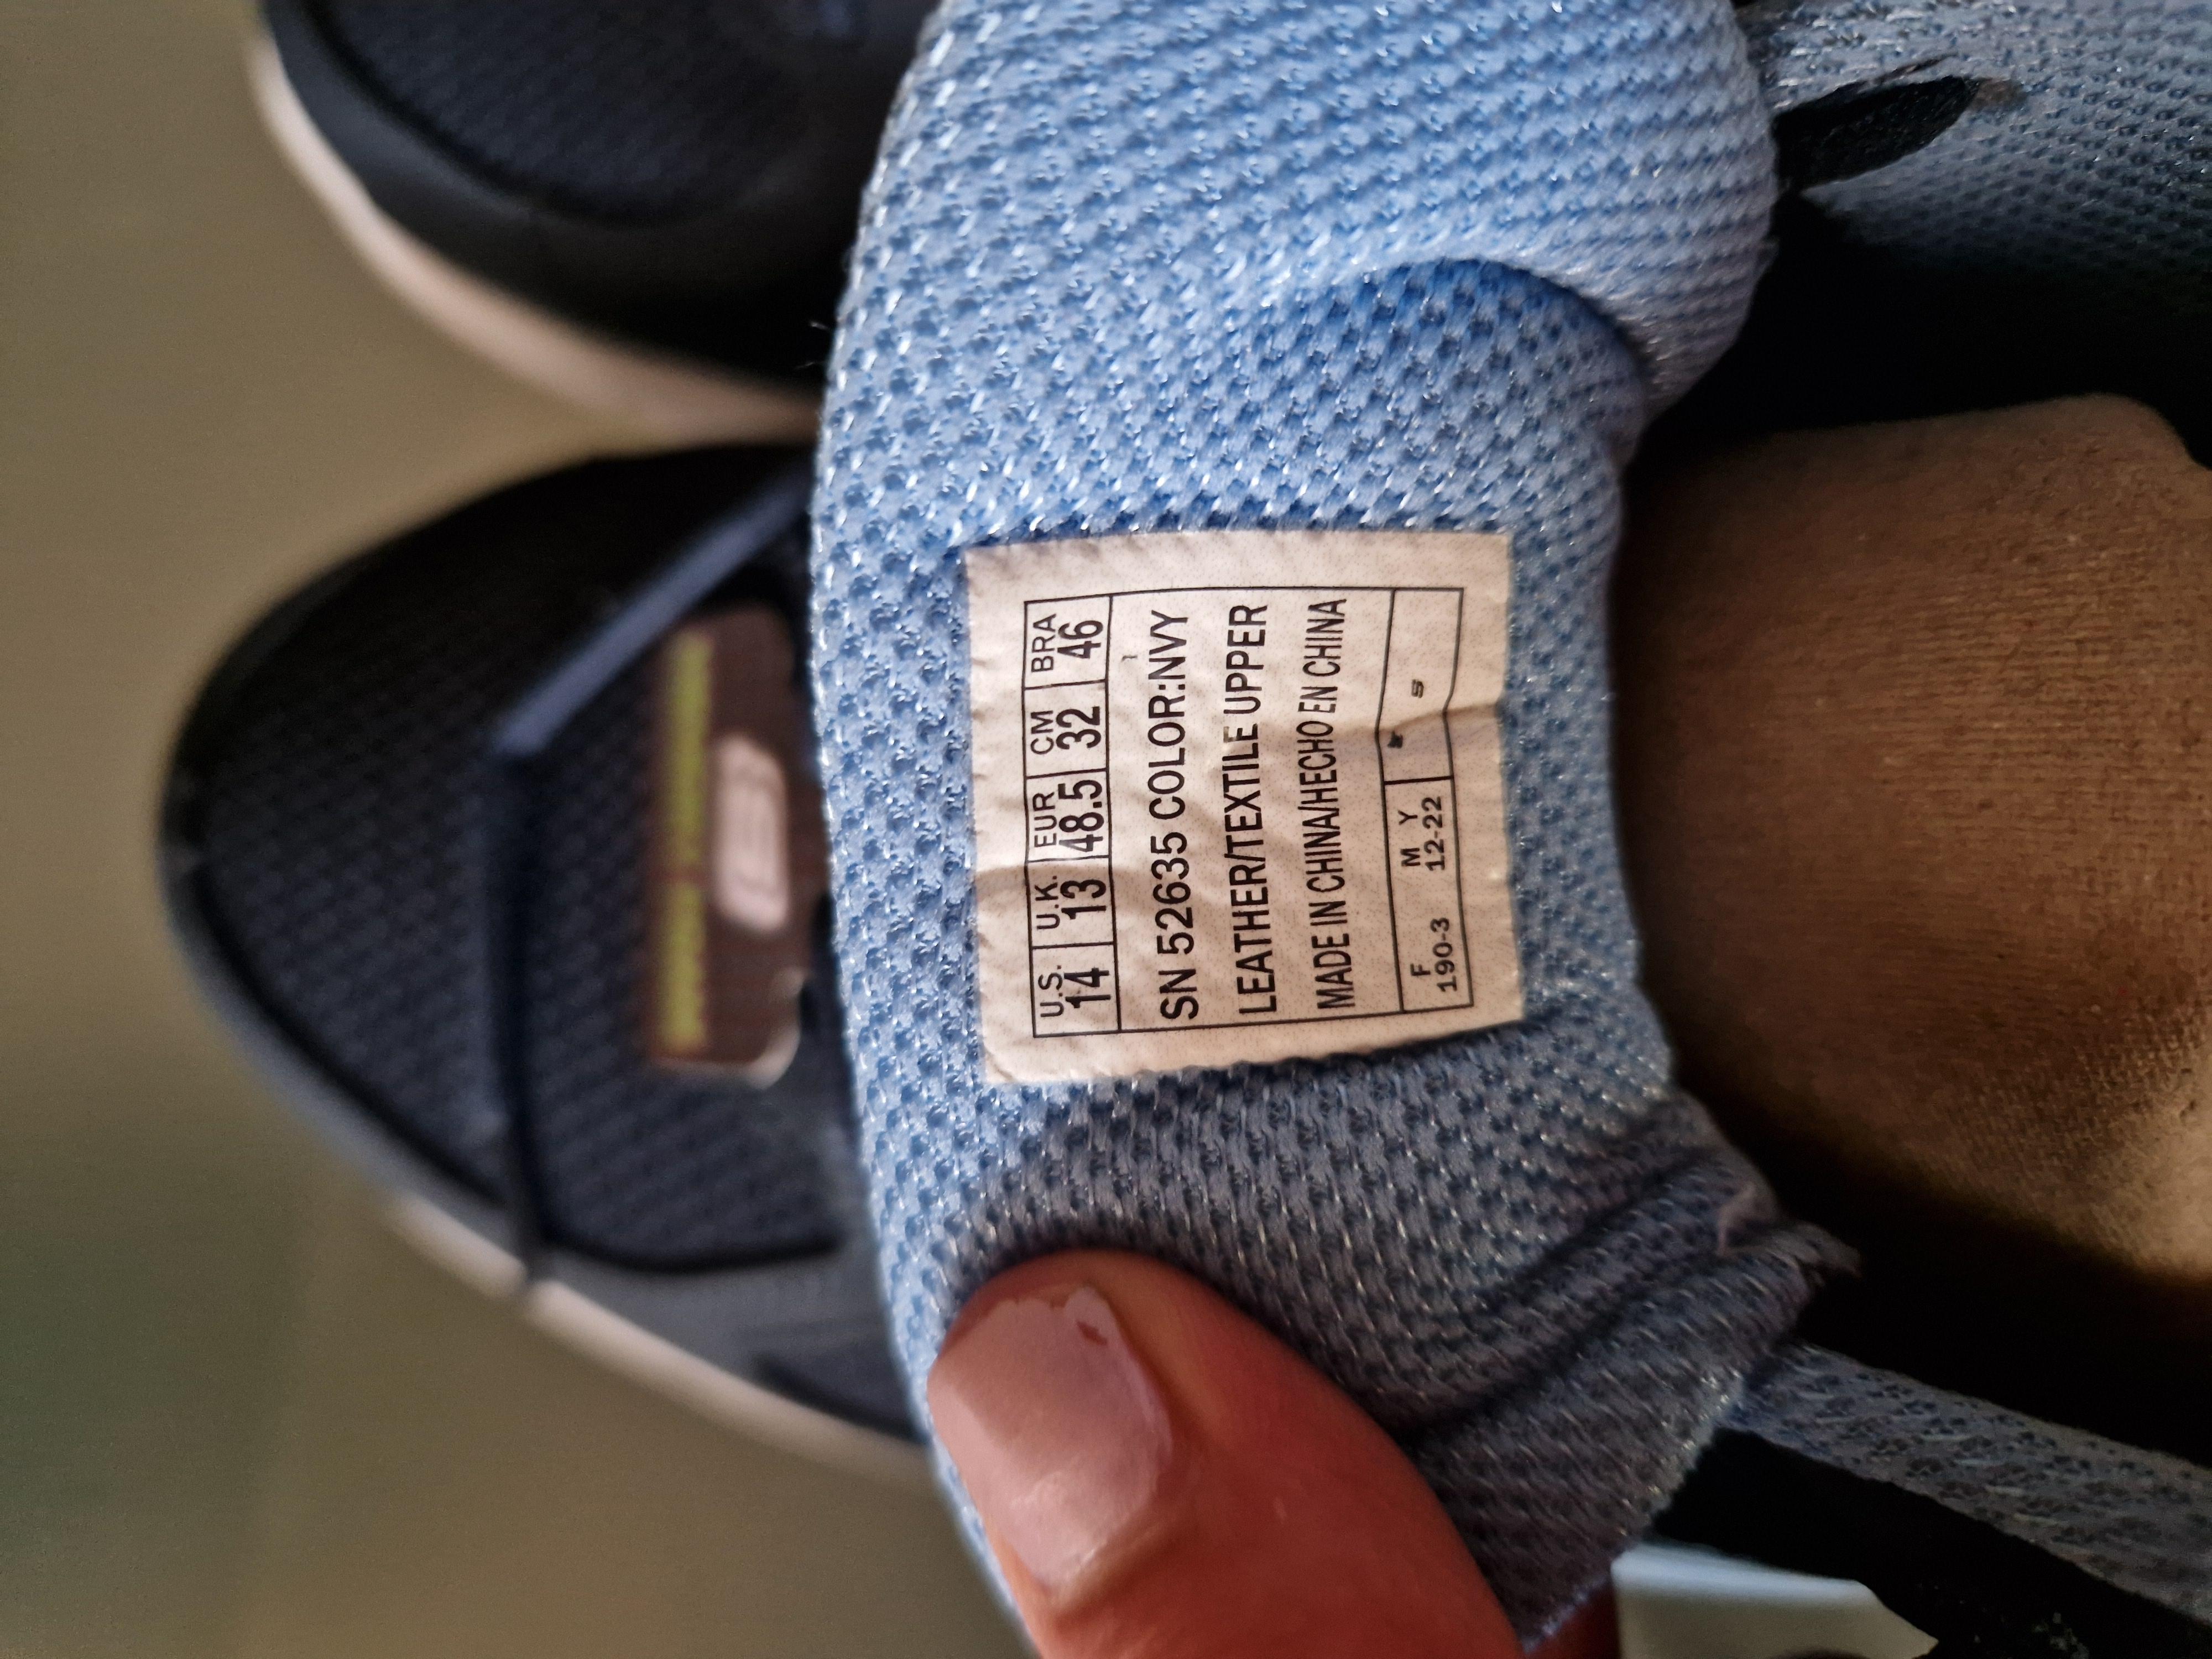 U.S. U.K. EUR CM BRA
14 13 48.5 32 46
SN 52635 COLOR:NVY
LEATHER/TEXTILE UPPER
MADE IN CHINA/HECHO EN CHINA
F M Y
190-3 12-22